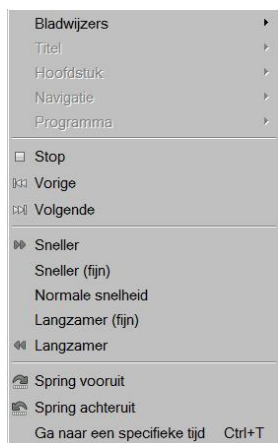 Bladwijzers
Titel
Hoofdstuk
Navigatie
Programma
Stop
Vorige
Volgende
Sneller
Sneller (fijn)
Normale snelheid
Langzamer (fijn)
Langzamer
Spring vooruit
Spring achteruit
Ga naar een specifieke tijd Ctrl+T